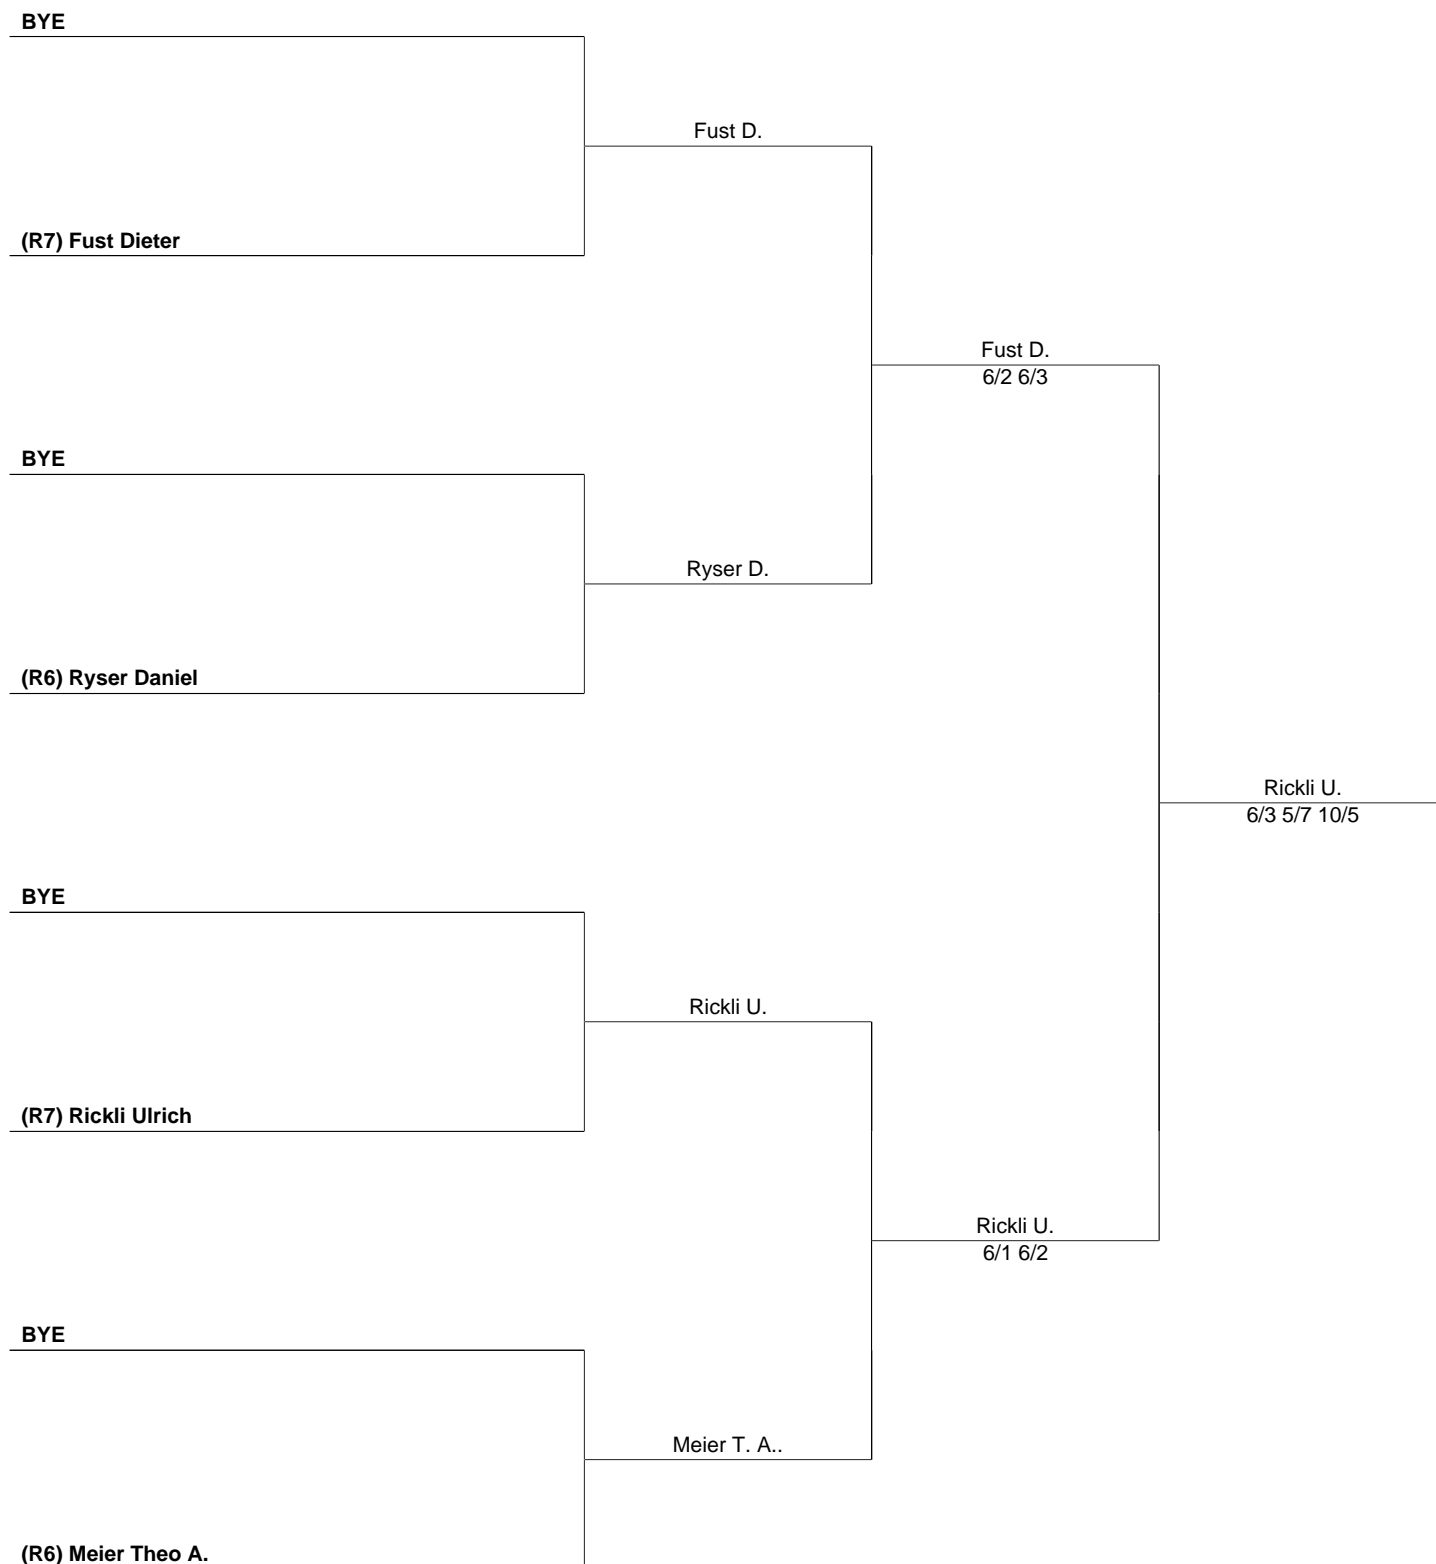 BYE
Fust D.
(R7) Fust Dieter
Fust D.
6/2 6/3
BYE
Ryser D.
(R6) Ryser Daniel
Rickli U.
6/3 5/7 10/5
BYE
Rickli U.
(R7) Rickli Ulrich
Rickli U.
6/1 6/2
BYE
Meier T. A..
(R6) Meier Theo A.